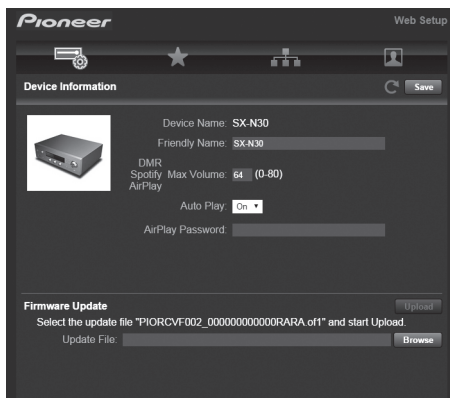 Pioneer
Web Setup
Device Information
Save
Device Name: SX-N30
Friendly Name: SX-N30
DMR
Spotify Max Volume: 64 (0-80)
AirPlay
Auto Play: On
AirPlay Password:
Firmware Update
Upload
Select the update file "PIORCVF002_000000000000RARA.of1" and start Upload.
Update File:
Browse